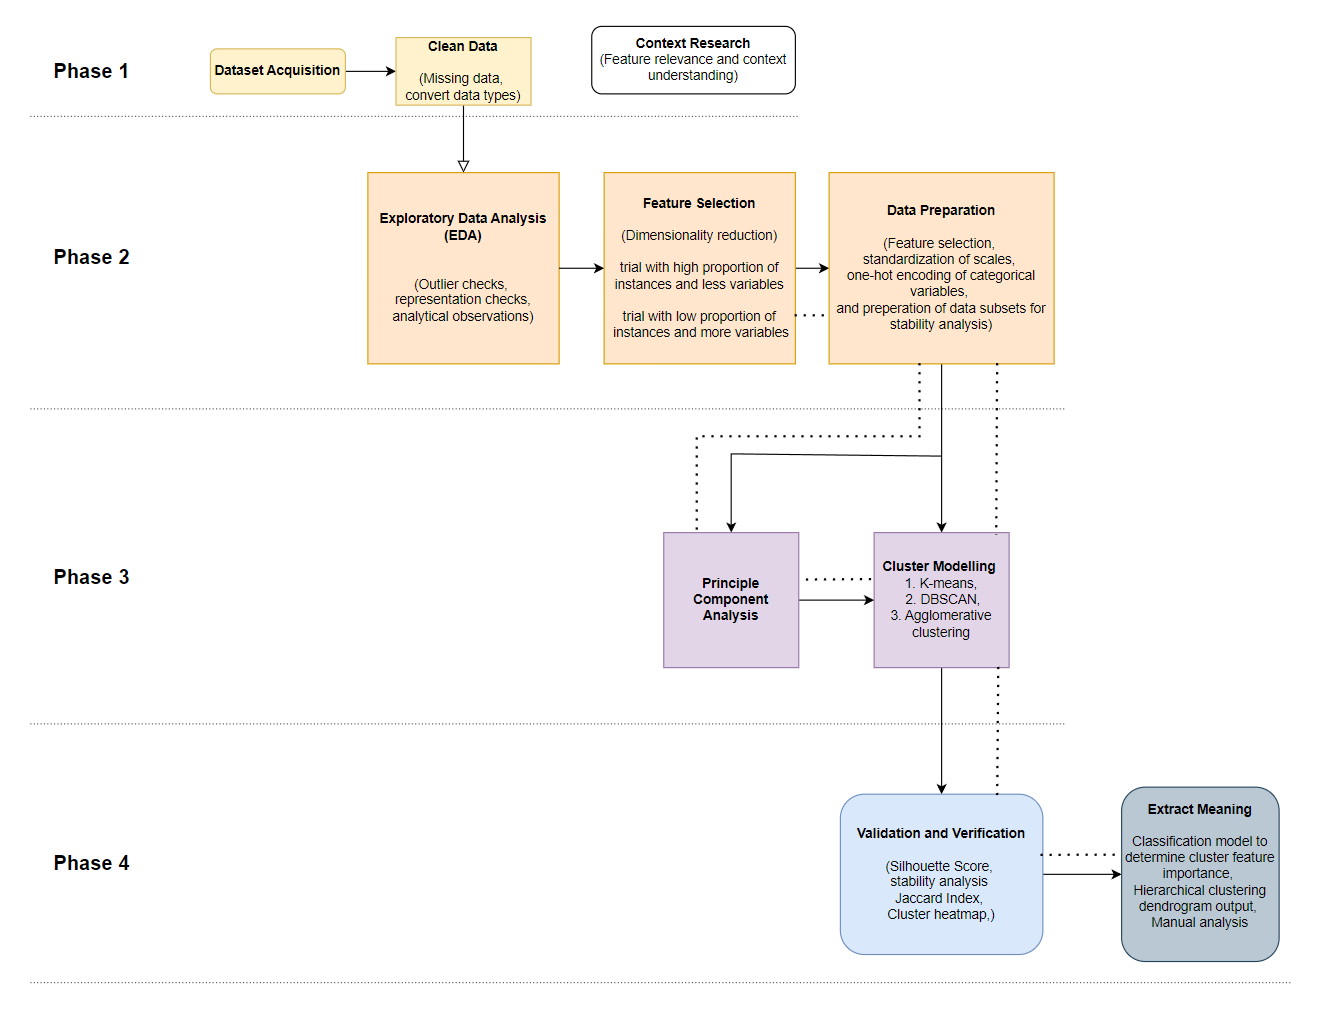 Phase 1
Dataset Acquisition
Clean Data
(Missing data,
convert data types)
Context Research
(Feature relevance and context
understanding)
Phase 2
Exploratory Data Analysis
(EDA)
(Outlier checks,
representation checks,
analytical observations)
Feature Selection
(Dimensionality reduction)
trial with high proportion of
instances and less variables
trial with low proportion of
instances and more variables
Data Preparation
(Feature selection,
standardization of scales,
one-hot encoding of categorical
variables,
and preperation of data subsets for
stability analysis)
Phase 3
Principle
Component
Analysis
Cluster Modelling
1. K-means,
2. DBSCAN,
3. Agglomerative
clustering
Phase 4
Validation and Verification
(Silhouette Score,
stability analysis
Jaccard Index,
Cluster heatmap,)
Extract Meaning
Classification model to
determine cluster feature
importance,
Hierarchical clustering
dendrogram output,
Manual analysis